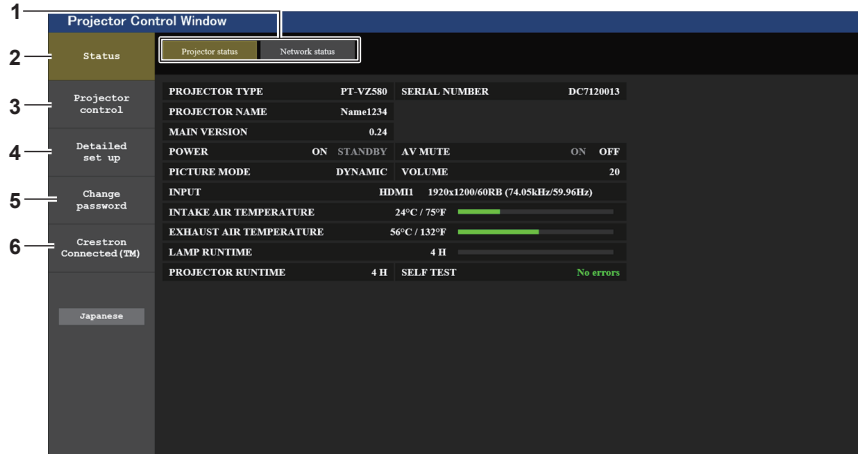 1
Projector Control Window
2
Status
Projector status Network status
3
Projector
control
4
Detailed
set up
5
Change
password
6
Crestron
Connected(TM)
Japanese
PROJECTOR TYPE PT-VZ580 SERIAL NUMBER DC7120013
PROJECTOR NAME Name1234
MAIN VERSION 0.24
POWER ON STANDBY AV MUTE ON OFF
PICTURE MODE DYNAMIC VOLUME 20
INPUT HDMI1 1920x1200/60RB (74.05kHz/59.96Hz)
INTAKE AIR TEMPERATURE 24°C / 75°F
EXHAUST AIR TEMPERATURE 56°C / 132°F
LAMP RUNTIME 4 H
PROJECTOR RUNTIME 4 H SELF TEST No errors